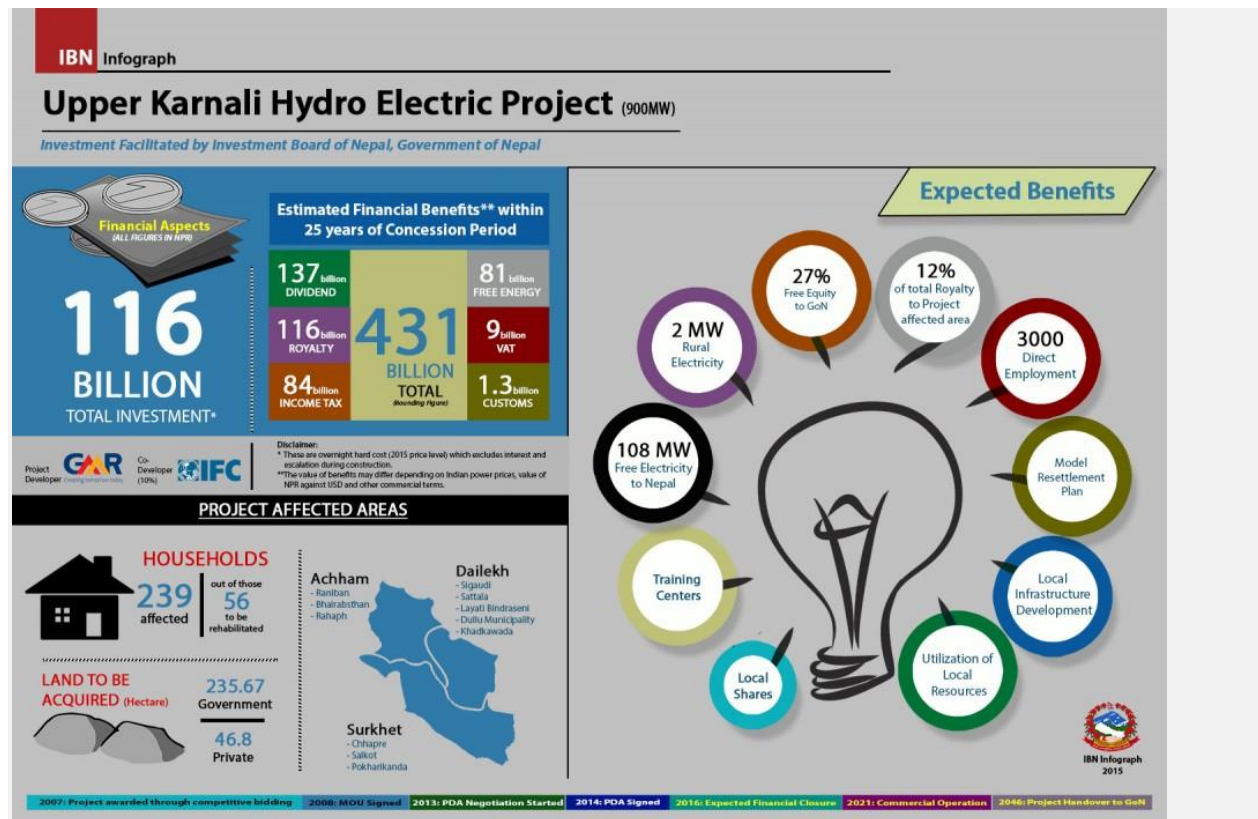 IBN Infograph
Upper Karnali Hydro Electric Project (900MW)
Investment Facilitated by Investment Board of Nepal, Government of Nepal
Financial Aspects
(ALL FIGURES IN NPR)
116
BILLION
TOTAL INVESTMENT*
Estimated Financial Benefits** within
25 years of Concession Period
137 billion
DIVIDEND
116 billion
ROYALTY
84 billion
INCOME TAX
431
BILLION
TOTAL
(Rounding Figure)
81 billion
FREE ENERGY
9 billion
VAT
1.3 billion
CUSTOMS
Project
Developer
GMR
Co-
Developer
(10%)
IFC
Disclaimer:
* These are overnight hard cost (2015 price level) which excludes interest and
escalation during construction.
**The value of benefits may differ depending on Indian power prices, value of
NPR against USD and other commercial terms.
PROJECT AFFECTED AREAS
HOUSEHOLDS
239
affected
out of those
56
to be
rehabilitated
LAND TO BE
ACQUIRED (Hectare)
235.67
Government
46.8
Private
Achham
- Raniban
- Bhairabsthan
- Rahaph
Dailekh
- Sigaudi
- Sattala
- Layati Bindraseni
- Dullu Municipality
- Khadkawada
Surkhet
- Chhapre
- Salkot
- Pokharikanda
Expected Benefits
27%
Free Equity
to GoN
12%
of total Royalty
to Project
affected area
2 MW
Rural
Electricity
3000
Direct
Employment
108 MW
Free Electricity
to Nepal
Model
Resettlement
Plan
Training
Centers
Local
Infrastructure
Development
Local
Shares
Utilization of
Local
Resources
IBN Infograph
2015
2007: Project awarded through competitive bidding
2008: MOU Signed
2013: PDA Negotiation Started
2014: PDA Signed
2016: Expected Financial Closure
2021: Commercial Operation
2046: Project Handover to GoN